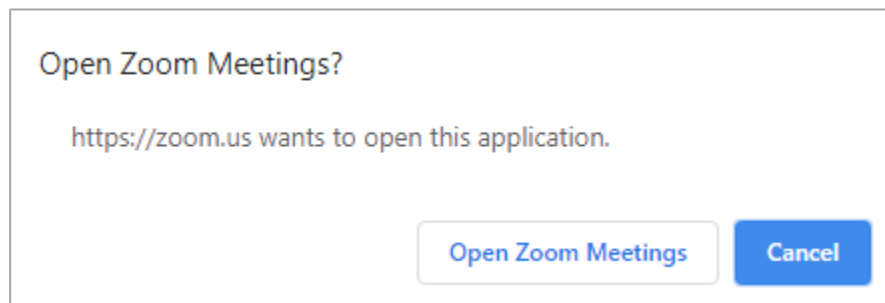 Open Zoom Meetings?
https://zoom.us wants to open this application.
Open Zoom Meetings
Cancel